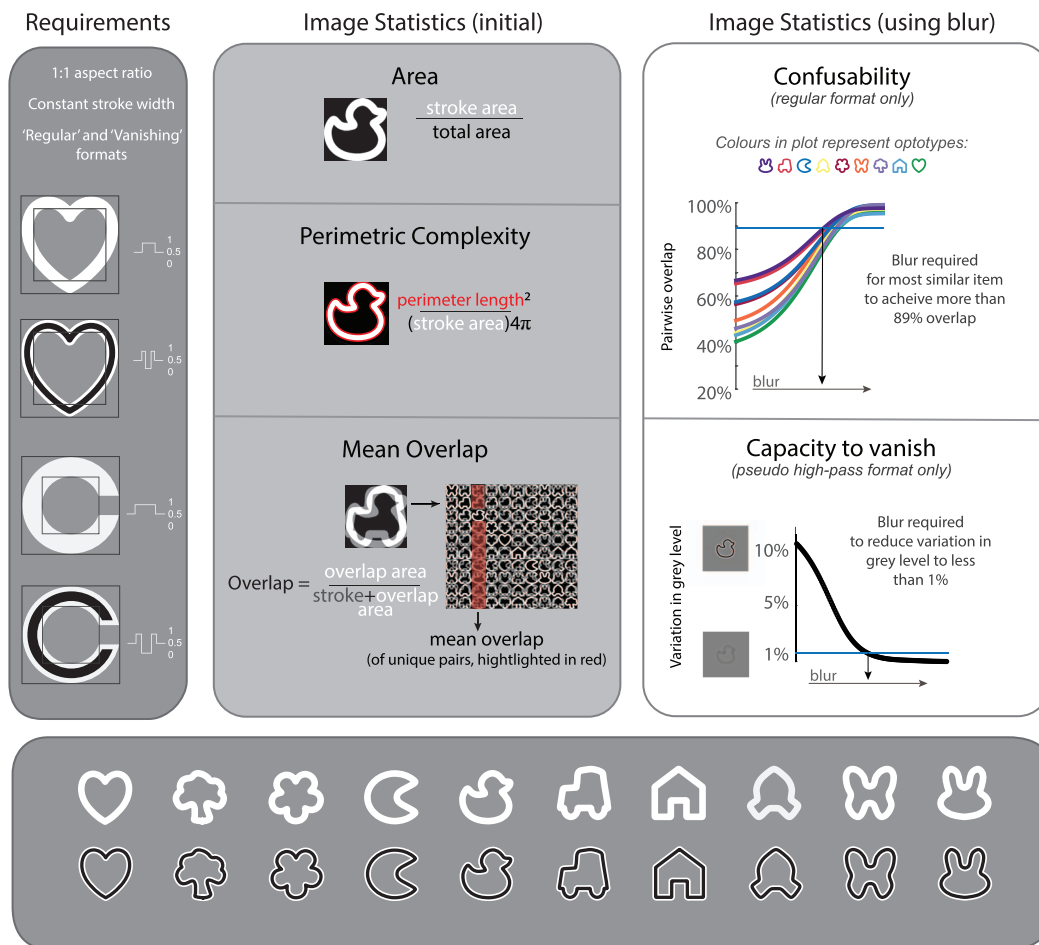 Requirements
1:1 aspect ratio
Constant stroke width
‘Regular’ and ‘Vanishing’
formats
1
0.5
0
1
0.5
0
1
0.5
0
1
0.5
0
Image Statistics (initial)
Area
stroke area
total area
Perimetric Complexity
perimeter length²
(stroke area)4π
Mean Overlap
Overlap =
overlap area
stroke+overlap
area
mean overlap
(of unique pairs, hightlighted in red)
Image Statistics (using blur)
Confusability
(regular format only)
Colours in plot represent optotypes:
100%
80%
60%
40%
20%
Pairwise overlap
blur
Blur required
for most similar item
to acheive more than
89% overlap
Capacity to vanish
(pseudo high-pass format only)
Variation in grey level
10%
5%
1%
blur
Blur required
to reduce variation in
grey level to less
than 1%